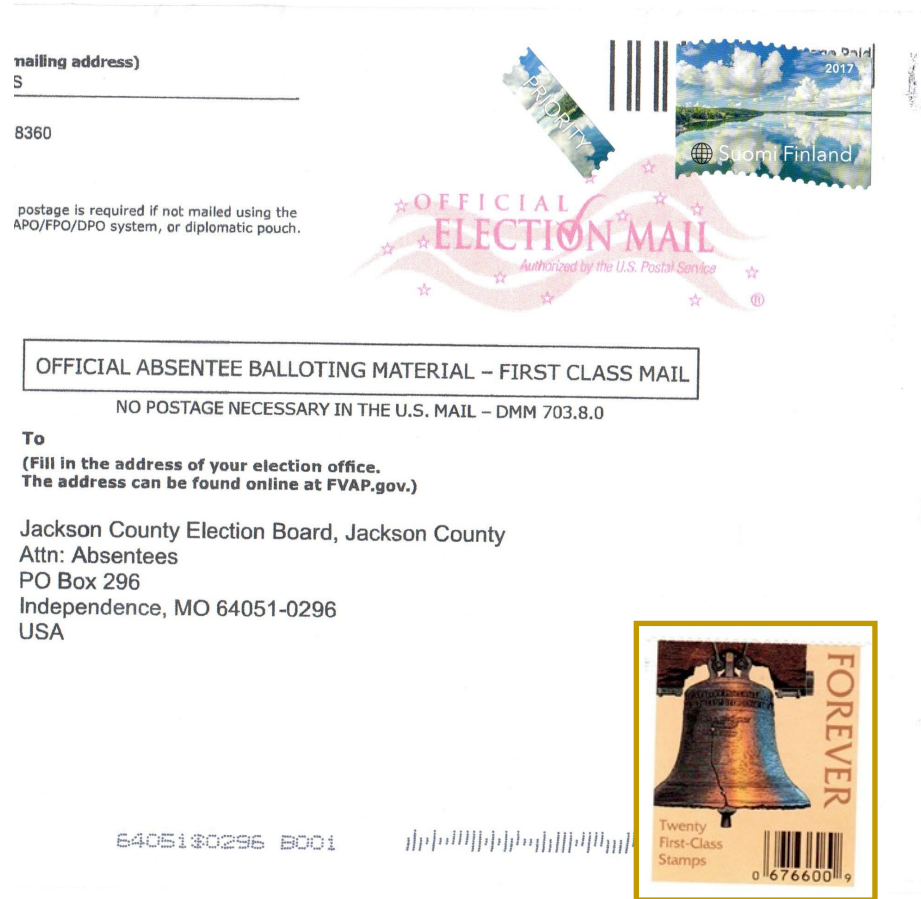 mailing address)
S
8360
postage is required if not mailed using the
APO/FPO/DPO system, or diplomatic pouch.
PRIORITY
Paid
2017
Suomi Finland
OFFICIAL
ELECTION MAIL
Authorized by the U.S. Postal Service
®
OFFICIAL ABSENTEE BALLOTING MATERIAL – FIRST CLASS MAIL
NO POSTAGE NECESSARY IN THE U.S. MAIL – DMM 703.8.0
To
(Fill in the address of your election office.
The address can be found online at FVAP.gov.)
Jackson County Election Board, Jackson County
Attn: Absentees
PO Box 296
Independence, MO 64051-0296
USA
FOREVER
Twenty
First-Class
Stamps
0 676600 9
64051$0296 B001